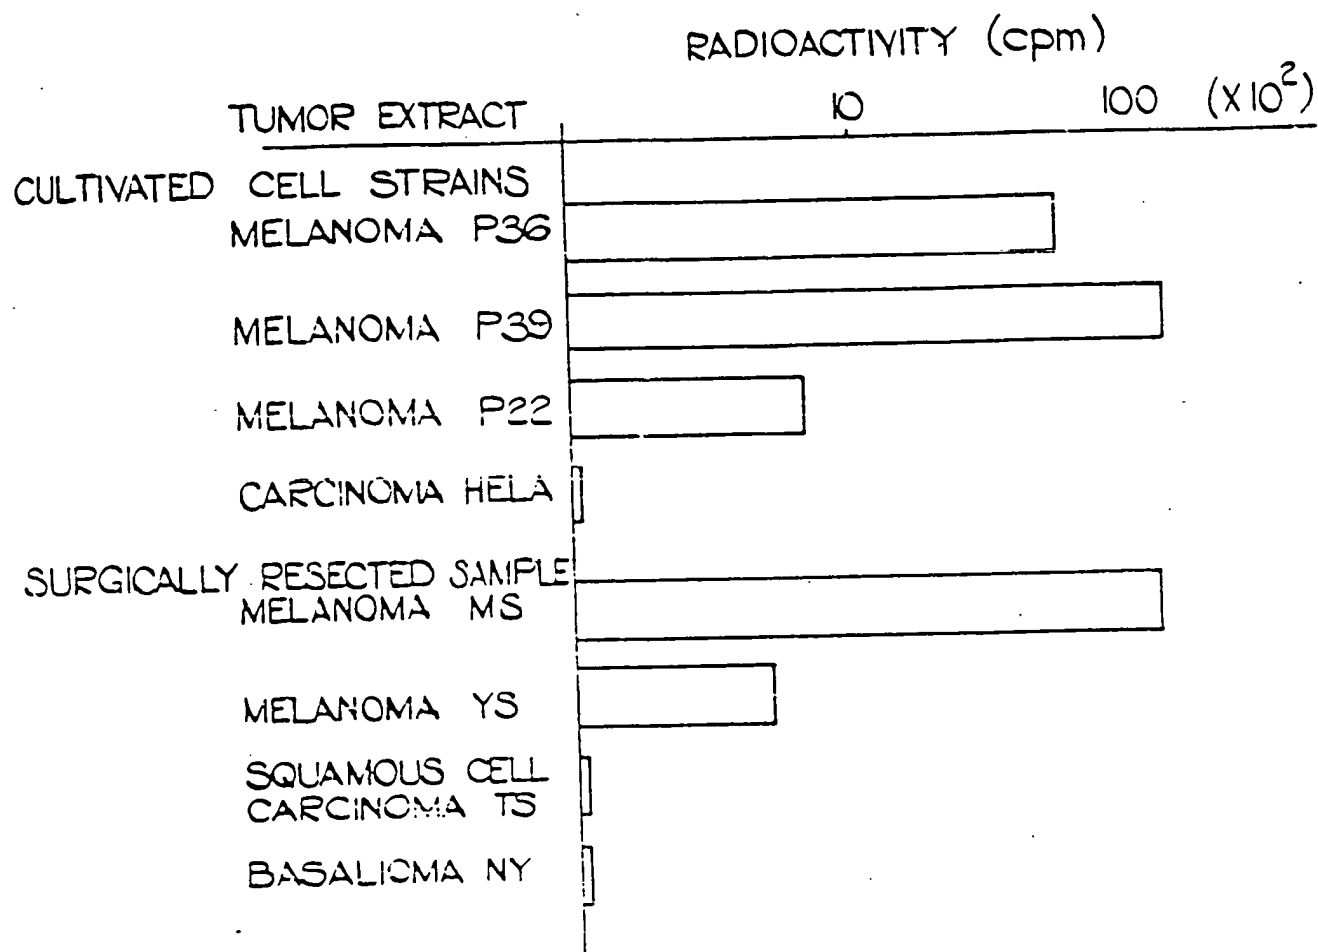 RADIOACTIVITY (cpm)
TUMOR EXTRACT 10 100 (X10²)
CULTIVATED CELL STRAINS
MELANOMA P36
MELANOMA P39
MELANOMA P22
CARCINOMA HELA
SURGICALLY RESECTED SAMPLE
MELANOMA MS
MELANOMA YS
SQUAMOUS CELL
CARCINOMA TS
BASALIOMA NY